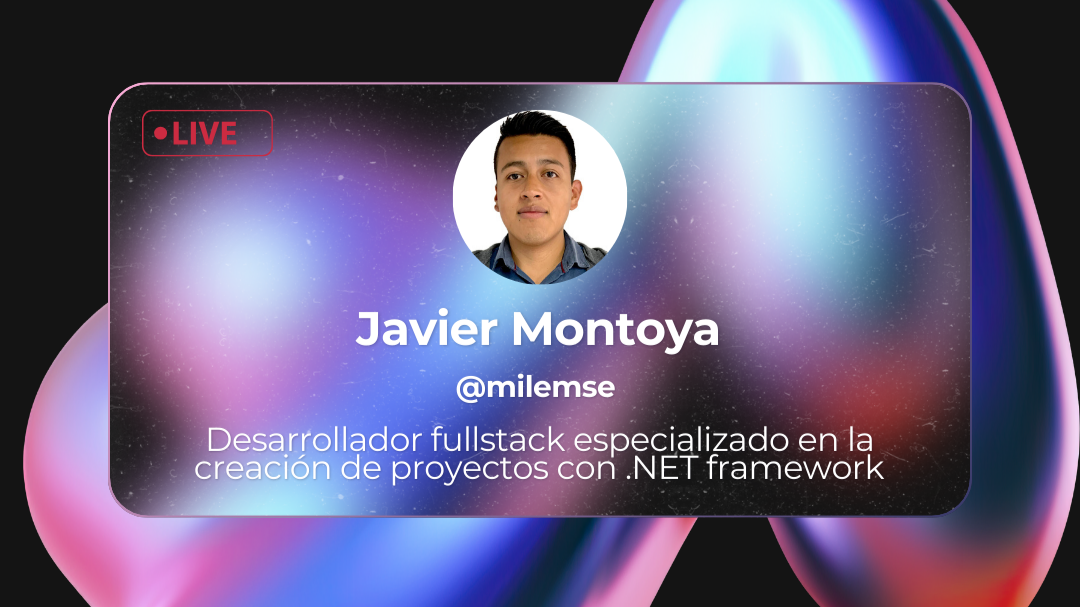 LIVE
Javier Montoya
@milemse
Desarrollador fullstack especializado en la
creación de proyectos con .NET framework